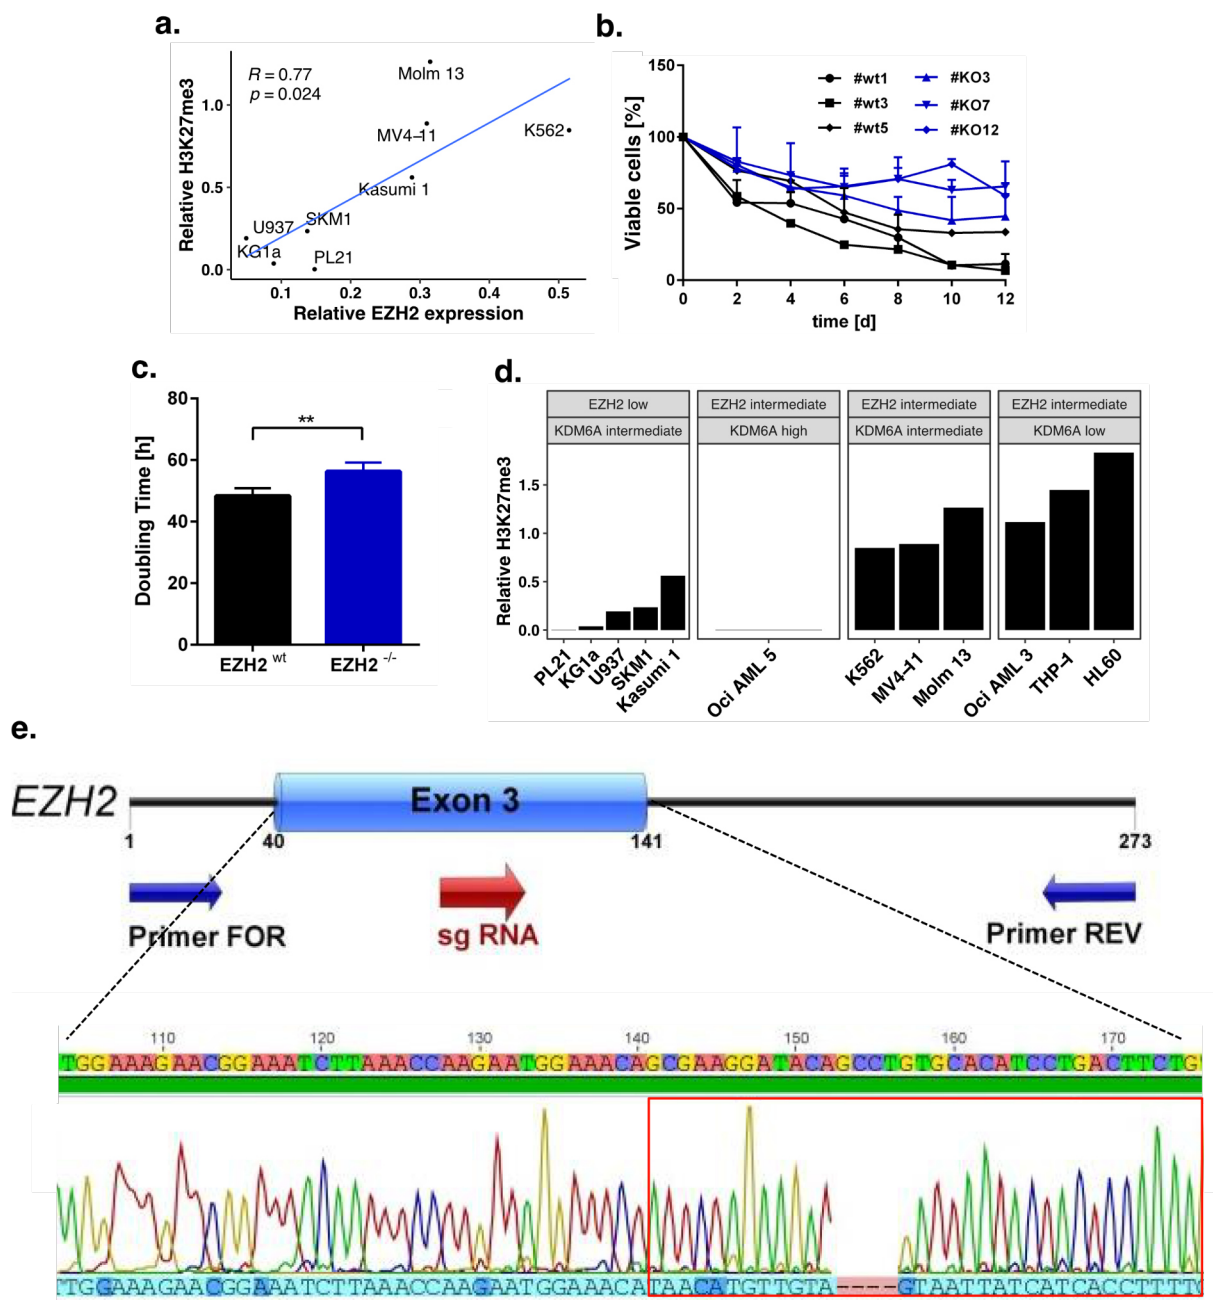 a.
R = 0.77
p = 0.024
Molm 13
MV4–11
K562
Kasumi 1
SKM1
U937
KG1a
PL21
Relative H3K27me3
0.0
0.5
1.0
0.1 0.2 0.3 0.4 0.5
Relative EZH2 expression
b.
Viable cells [%]
150
100
50
0
#wt1
#wt3
#wt5
#KO3
#KO7
#KO12
0 2 4 6 8 10 12
time [d]
c.
Doubling Time [h]
80
60
40
20
0
**
EZH2 wt
EZH2 -/-
d.
EZH2 low
KDM6A intermediate
EZH2 intermediate
KDM6A high
EZH2 intermediate
KDM6A intermediate
EZH2 intermediate
KDM6A low
Relative H3K27me3
1.5
1.0
0.5
0.0
PL21
KG1a
U937
SKM1
Kasumi 1
Oci AML 5
K562
MV4–11
Molm 13
Oci AML 3
THP–1
HL60
e.
EZH2
Exon 3
1 40 141 273
Primer FOR
sg RNA
Primer REV
110 120 130 140 150 160 170
TGGAAAGAACGGAAATCTTAAACCAAGAATGGAAACAGCGAAGGATACAGCCTGTGCACATCCTGACTTCTG
TGGAAAGAACGGAAATCTTAAACCAAGAATGGAAACATAACATGTTGTA----GTAATTATCATCACCTTTT